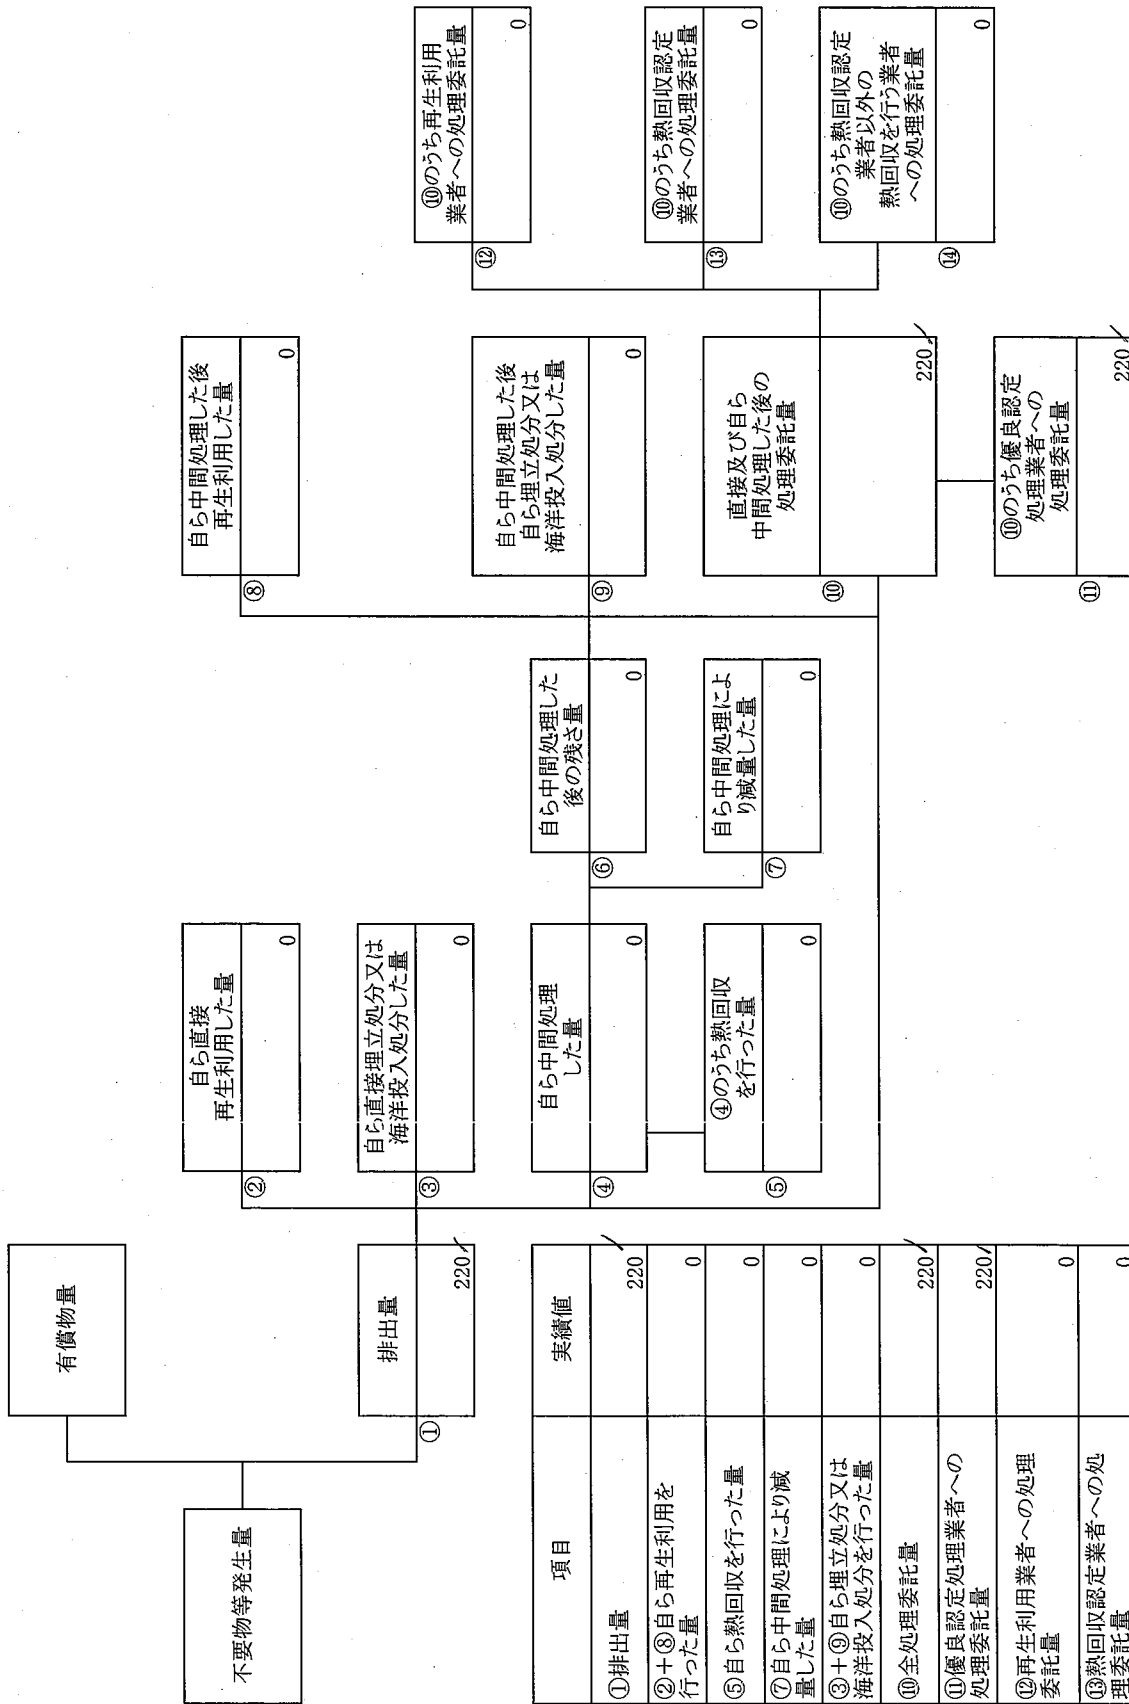 不要物等発生量
有償物量
①
排出量
220
②
自ら直接
再生利用した量
0
③
自ら直接埋立処分又は
海洋投入処分した量
0
④
自ら中間処理
した量
0
⑤
④のうち熱回収
を行った量
0
⑥
自ら中間処理した
後の残さ量
0
⑦
自ら中間処理によ
り減量した量
0
⑧
自ら中間処理した後
再生利用した量
0
⑨
自ら中間処理した後
自ら埋立処分又は
海洋投入処分した量
0
⑩
直接及び自ら
中間処理した後の
処理委託量
220
⑪
⑩のうち優良認定
処理業者への
処理委託量
220
⑫
⑩のうち再生利用
業者への処理委託量
0
⑬
⑩のうち熱回収認定
業者への処理委託量
0
⑭
⑩のうち熱回収認定
業者以外の
熱回収を行う業者
への処理委託量
0
項目 実績値
①排出量 220
②+⑧自ら再生利用を
行った量 0
⑤自ら熱回収を行った量 0
⑦自ら中間処理により減
量した量 0
③+⑨自ら埋立処分又は
海洋投入処分を行った量 0
⑩全処理委託量 220
⑪優良認定処理業者への
処理委託量 220
⑫再生利用業者への処理
委託量 0
⑬熱回収認定業者への処
理委託量 0